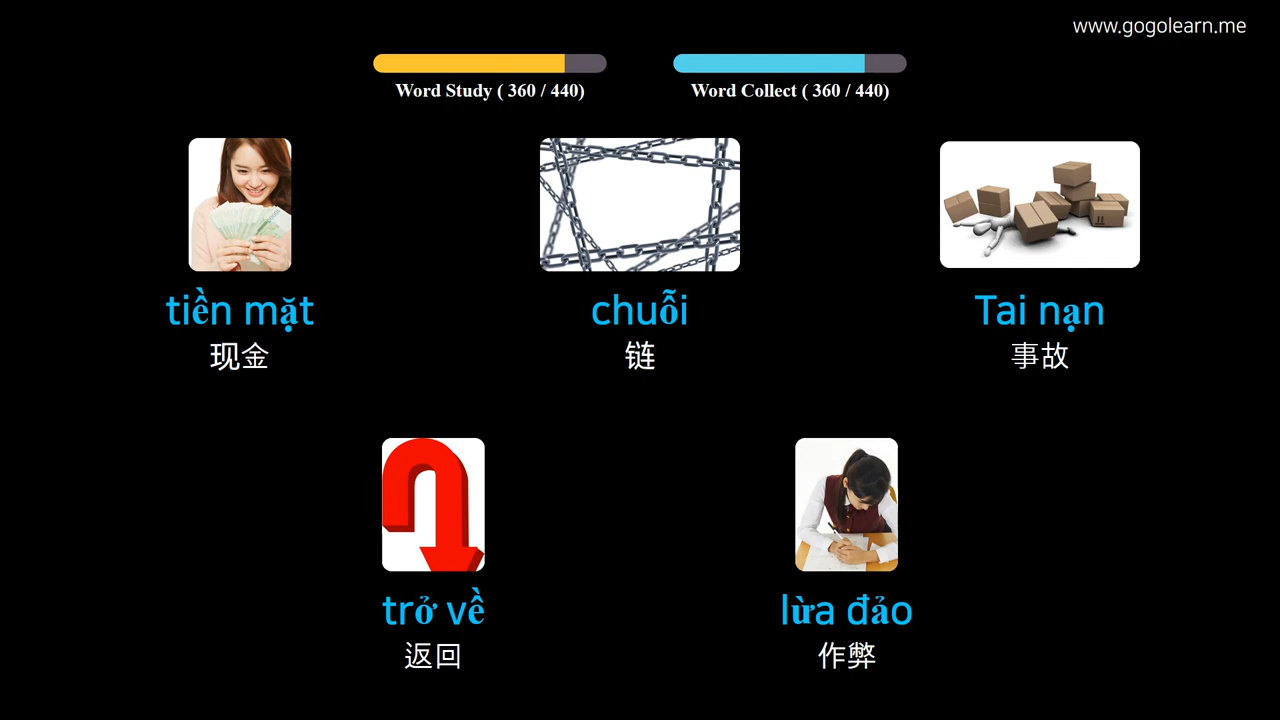 www.gogolearn.me
Word Study ( 360 / 440)
Word Collect ( 360 / 440)
tiền mặt
现金
chuỗi
链
Tai nạn
事故
trở về
返回
lừa đảo
作弊